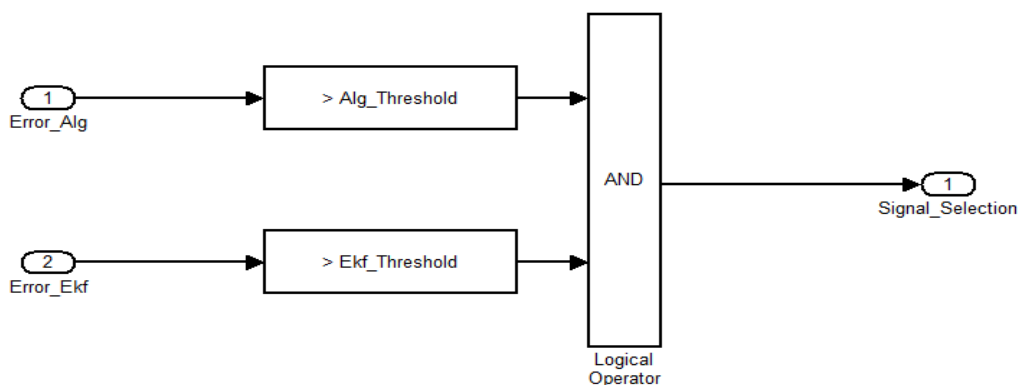 1
Error_Alg
> Alg_Threshold
AND
1
Signal_Selection
2
Error_Ekf
> Ekf_Threshold
Logical
Operator